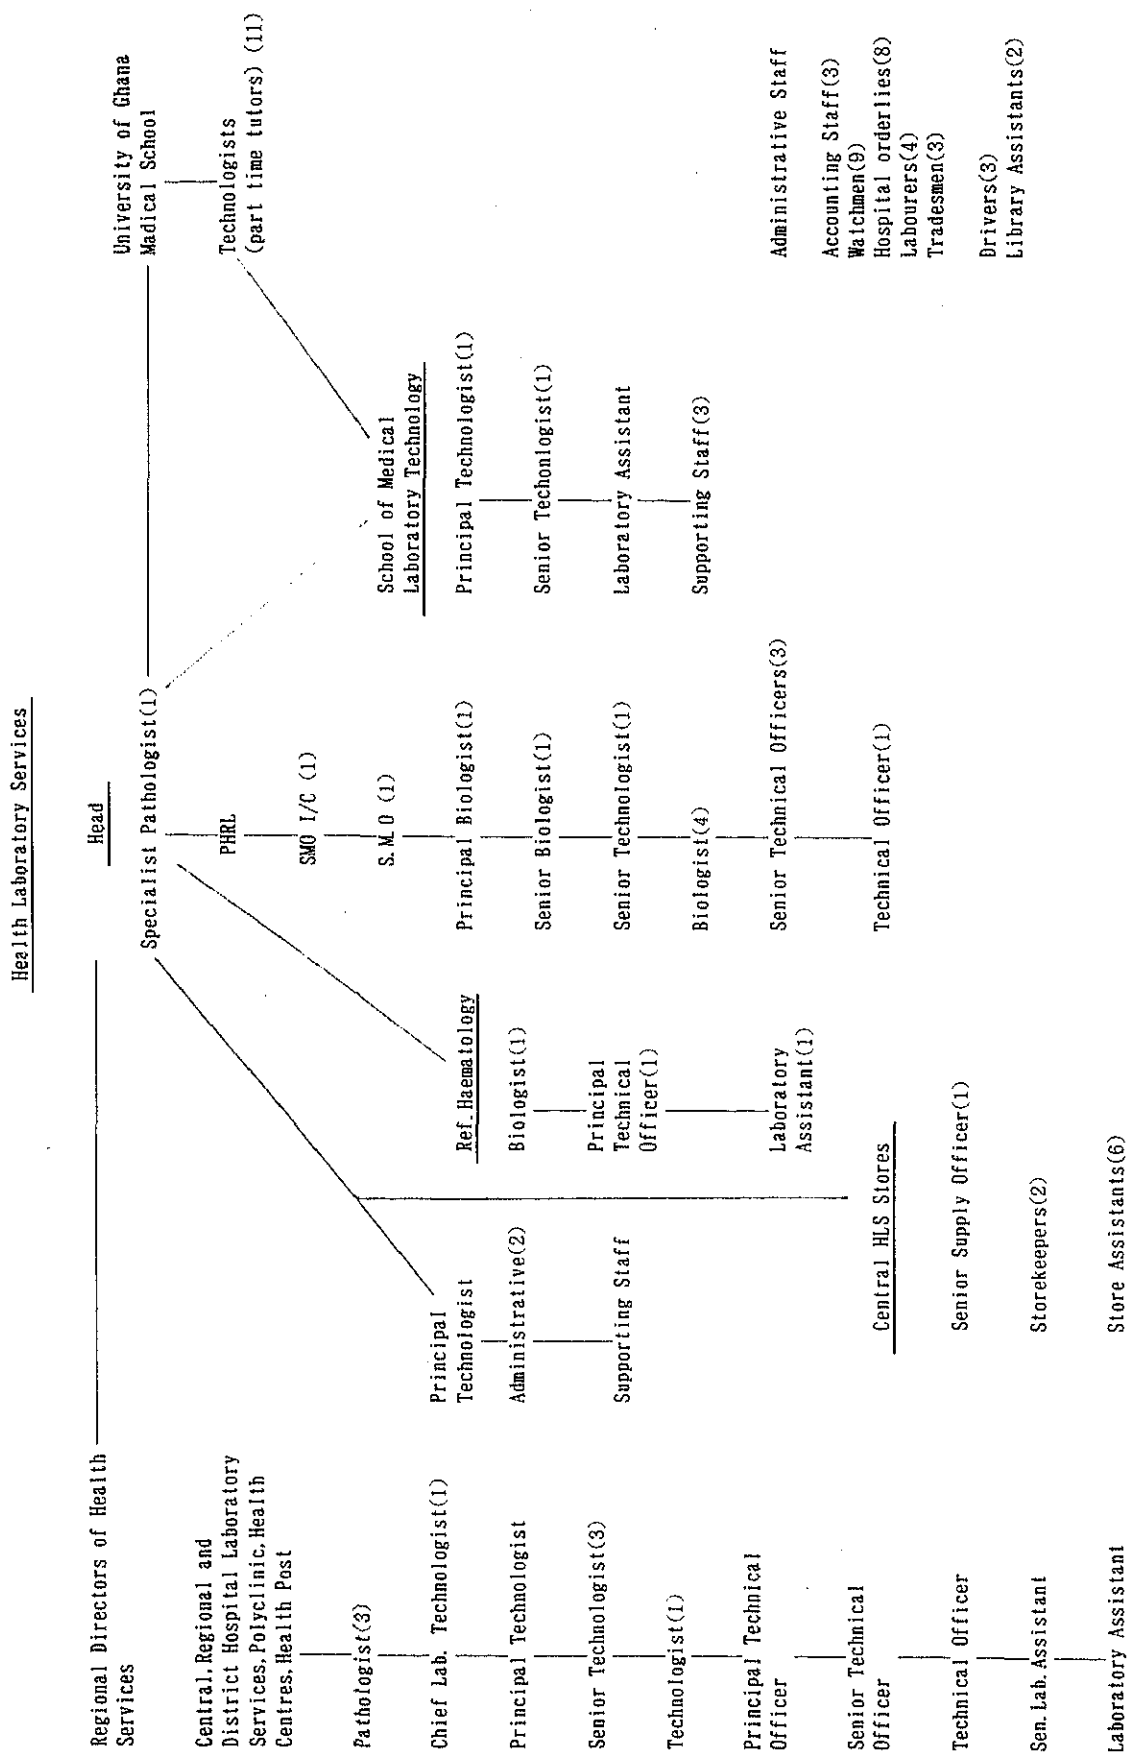 Health Laboratory Services
Head
Specialist Pathologist(1)
Regional Directors of Health
Services
Central, Regional and
District Hospital Laboratory
Services, Polyclinic, Health
Centres, Health Post
Pathologist(3)
Chief Lab. Technologist(1)
Principal Technologist
Senior Technologist(3)
Technologist(1)
Principal Technical
Officer
Senior Technical
Officer
Technical Officer
Sen. Lab. Assistant
Laboratory Assistant
Principal
Technologist
Administrative(2)
Supporting Staff
Central HLS Stores
Senior Supply Officer(1)
Storekeepers(2)
Store Assistants(6)
Ref. Haematology
Biologist(1)
Principal
Technical
Officer(1)
Laboratory
Assistant(1)
PHRL
SMO I/C (1)
S.M.O (1)
Principal Biologist(1)
Senior Biologist(1)
Senior Technologist(1)
Biologist(4)
Senior Technical Officers(3)
Technical Officer(1)
School of Medical
Laboratory Technology
Principal Technologist(1)
Senior Techonlogist(1)
Laboratory Assistant
Supporting Staff(3)
University of Ghana
Madical School
Technologists
(part time tutors) (11)
Administrative Staff
Accounting Staff(3)
Watchmen(9)
Hospital orderlies(8)
Labourers(4)
Tradesmen(3)
Drivers(3)
Library Assistants(2)